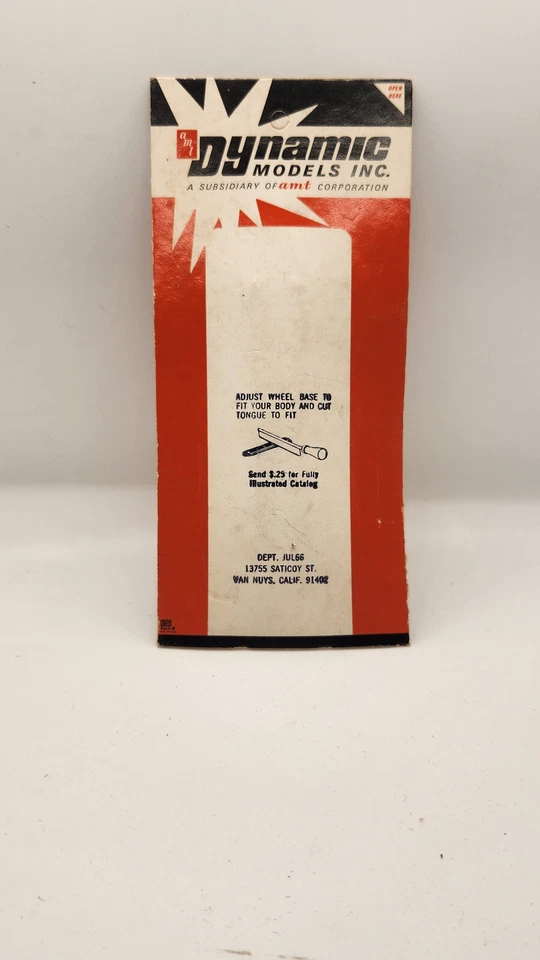 OPEN
HERE
amt
Dynamic
MODELS INC.
A SUBSIDIARY OF amt CORPORATION
ADJUST WHEEL BASE TO
FIT YOUR BODY AND CUT
TONGUE TO FIT
Send $.25 for Fully
Illustrated Catalog
DEPT. JUL66
13755 SATICOY ST.
VAN NUYS, CALIF. 91402